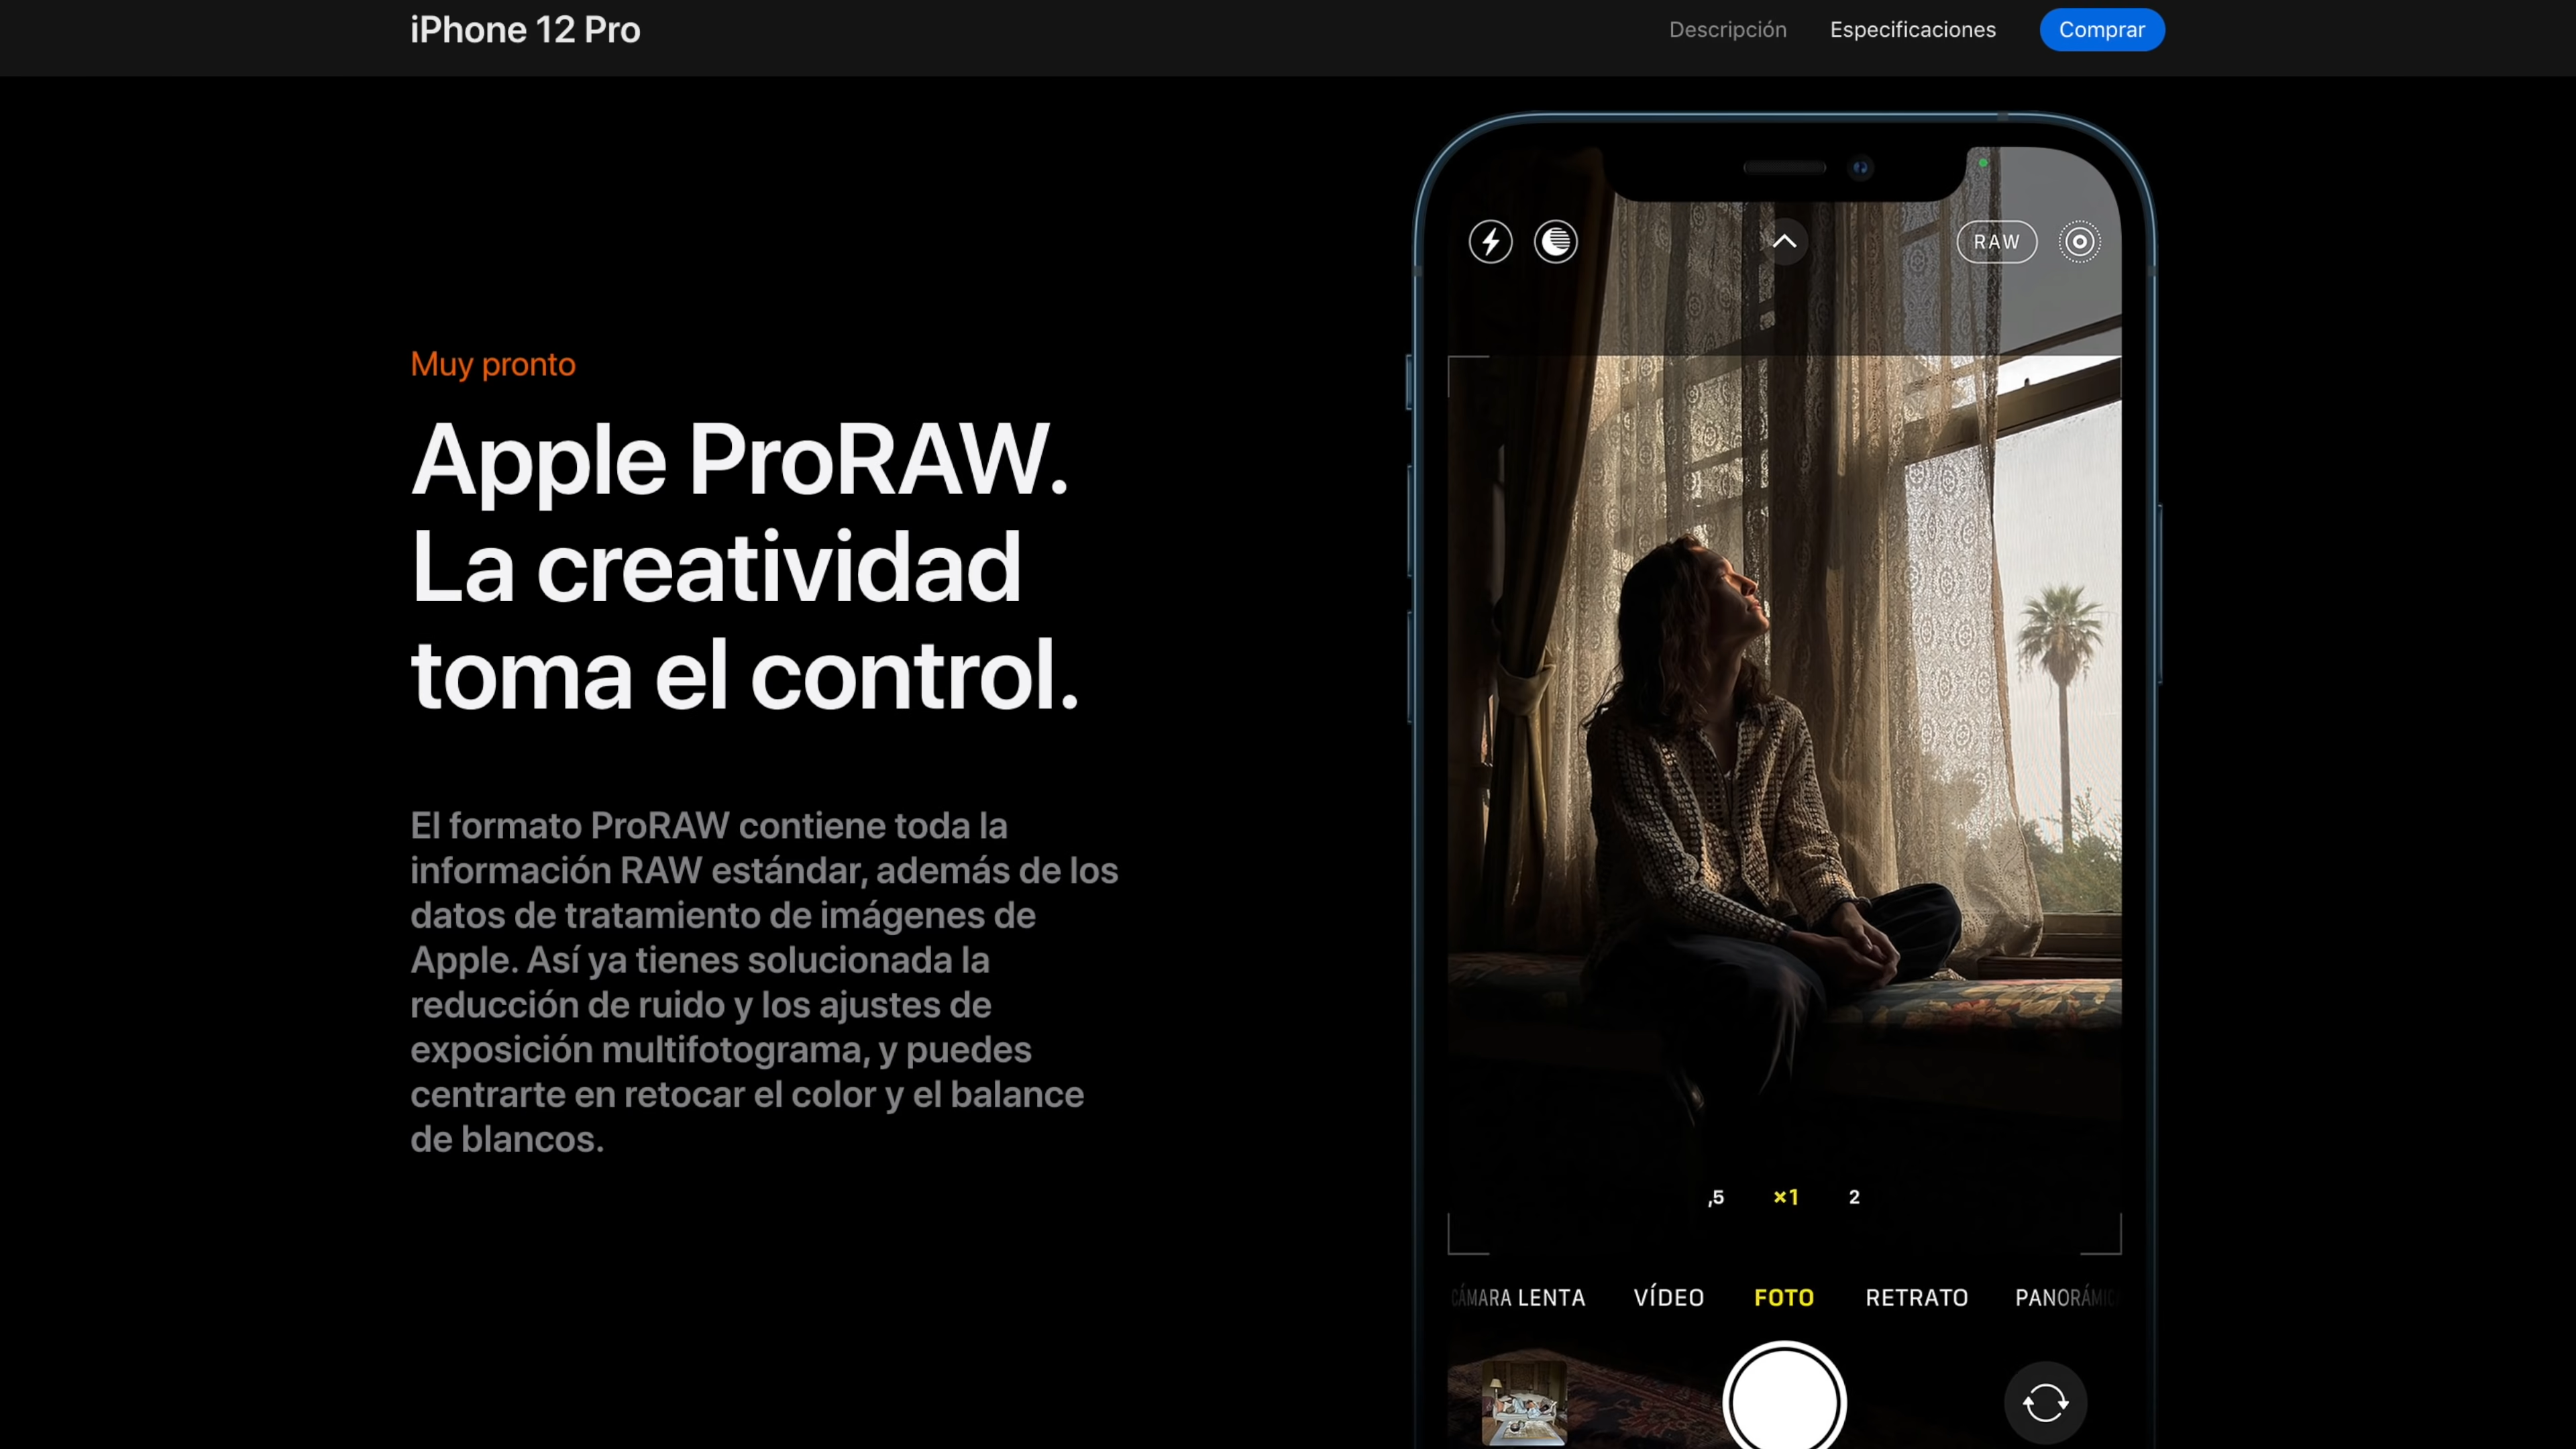 iPhone 12 Pro
Descripción
Especificaciones
Comprar
Muy pronto
Apple ProRAW.
La creatividad
toma el control.
El formato ProRAW contiene toda la
información RAW estándar, además de los
datos de tratamiento de imágenes de
Apple. Así ya tienes solucionada la
reducción de ruido y los ajustes de
exposición multifotograma, y puedes
centrarte en retocar el color y el balance
de blancos.
RAW
,5 ×1 2
CÁMARA LENTA VÍDEO FOTO RETRATO PANORÁMIC